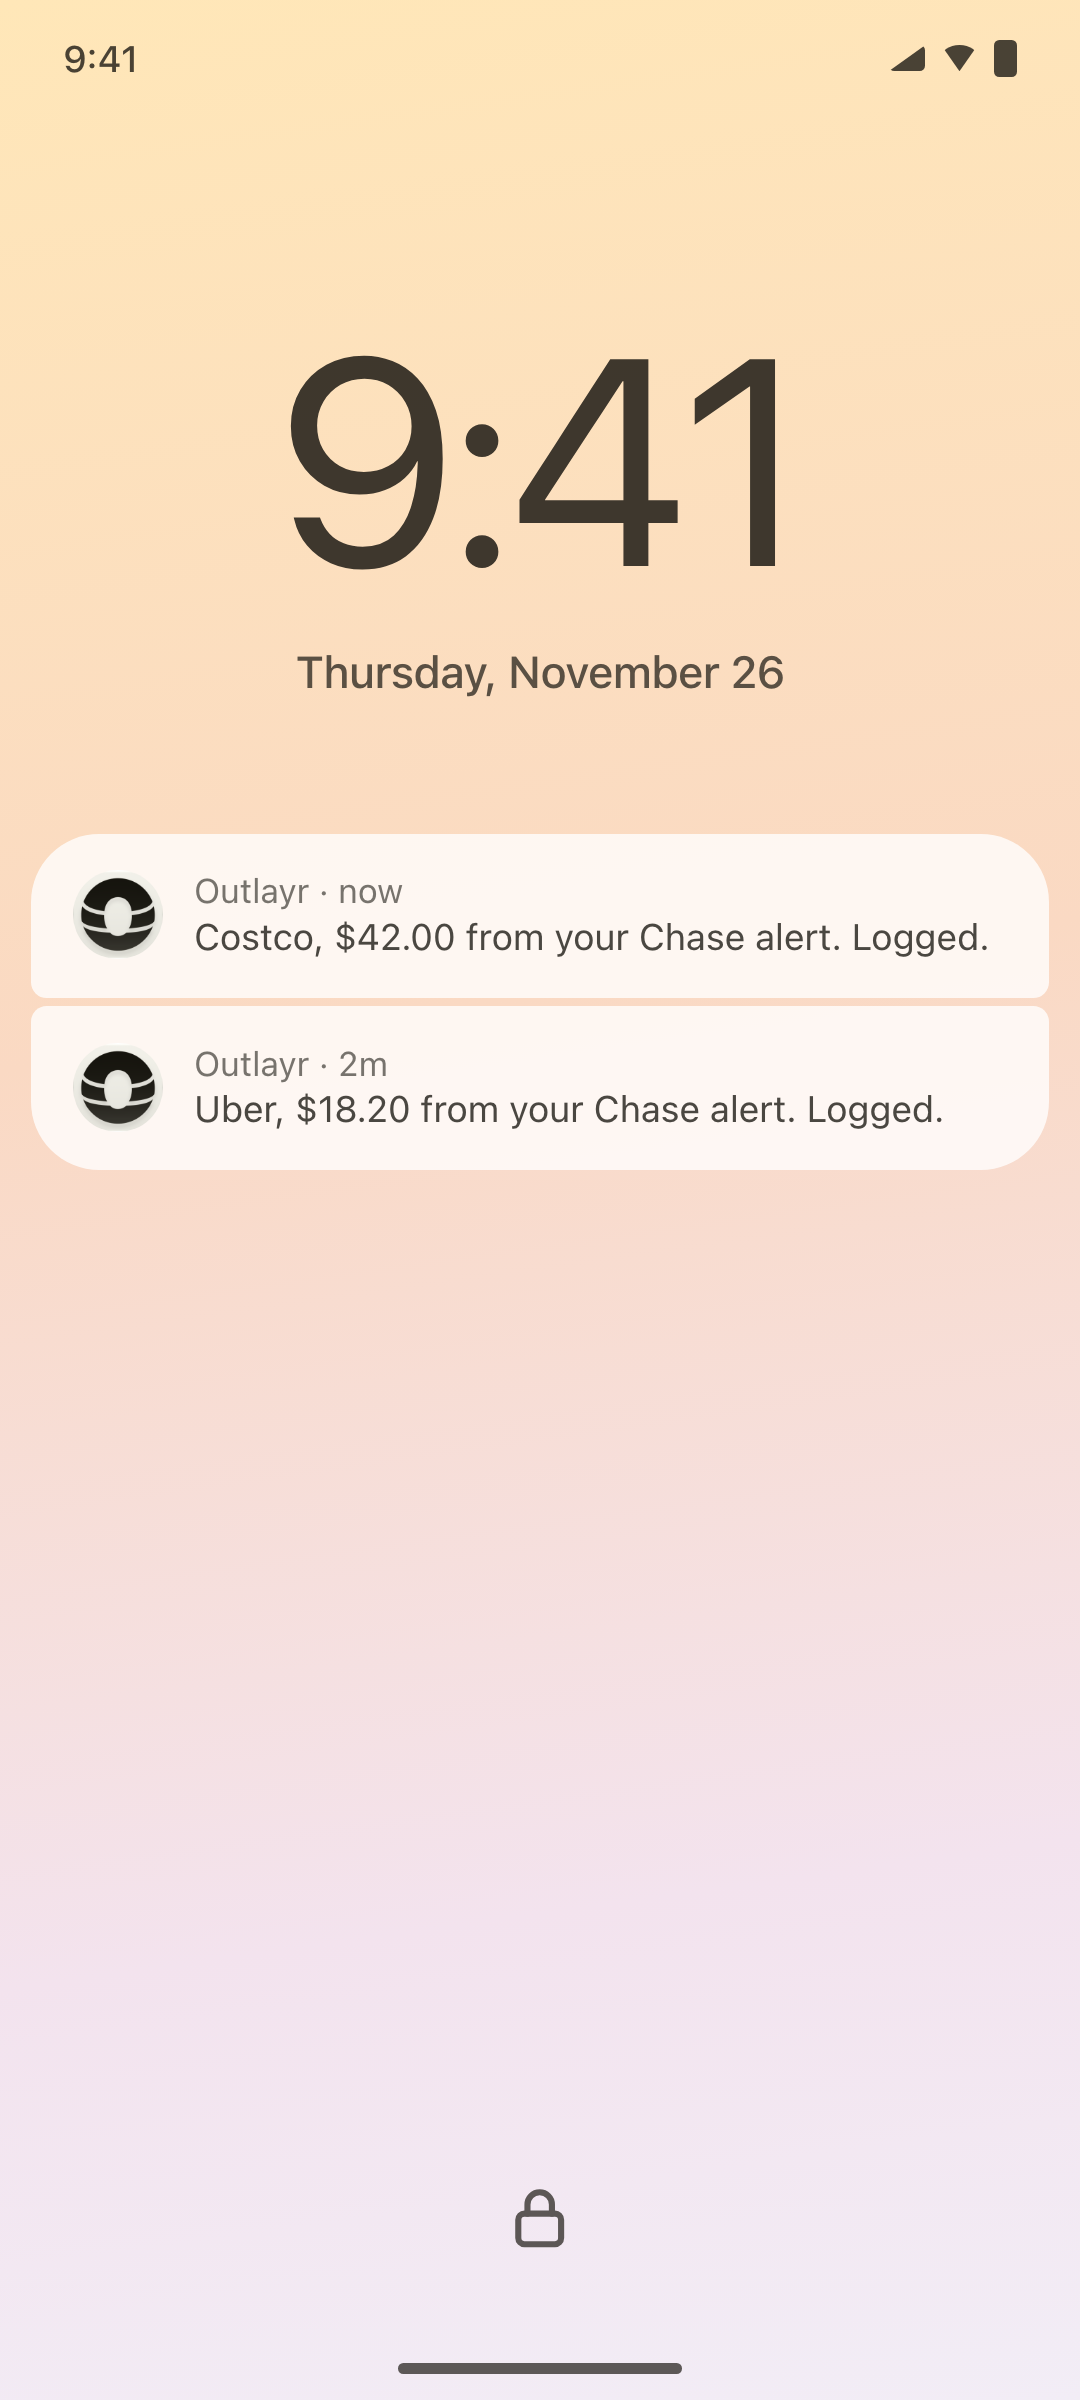 9:41
9:41
Thursday, November 26
Outlayr · now
Costco, $42.00 from your Chase alert. Logged.
Outlayr · 2m
Uber, $18.20 from your Chase alert. Logged.